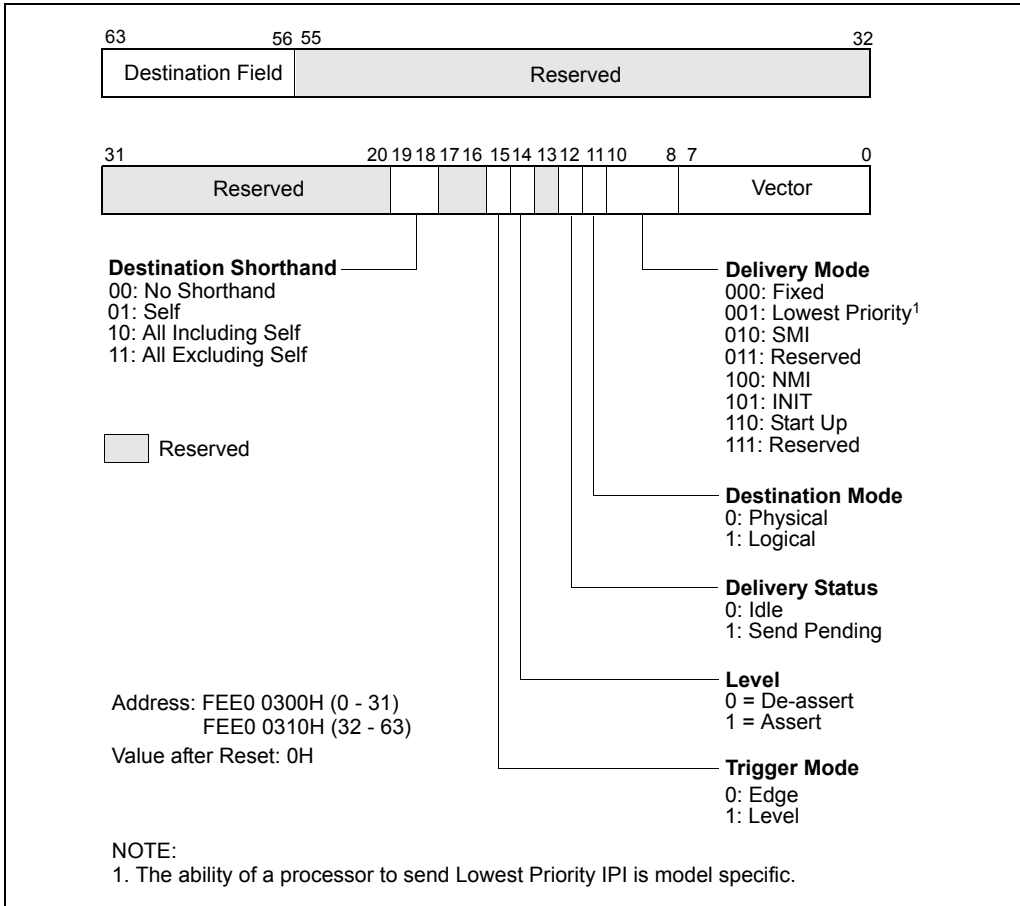 63 56 55 32
Destination Field Reserved
31 20 19 18 17 16 15 14 13 12 11 10 8 7 0
Reserved Vector
Destination Shorthand
00: No Shorthand
01: Self
10: All Including Self
11: All Excluding Self
Reserved
Delivery Mode
000: Fixed
001: Lowest Priority¹
010: SMI
011: Reserved
100: NMI
101: INIT
110: Start Up
111: Reserved
Destination Mode
0: Physical
1: Logical
Delivery Status
0: Idle
1: Send Pending
Level
0 = De-assert
1 = Assert
Address: FEE0 0300H (0 - 31)
FEE0 0310H (32 - 63)
Value after Reset: 0H
Trigger Mode
0: Edge
1: Level
NOTE:
1. The ability of a processor to send Lowest Priority IPI is model specific.